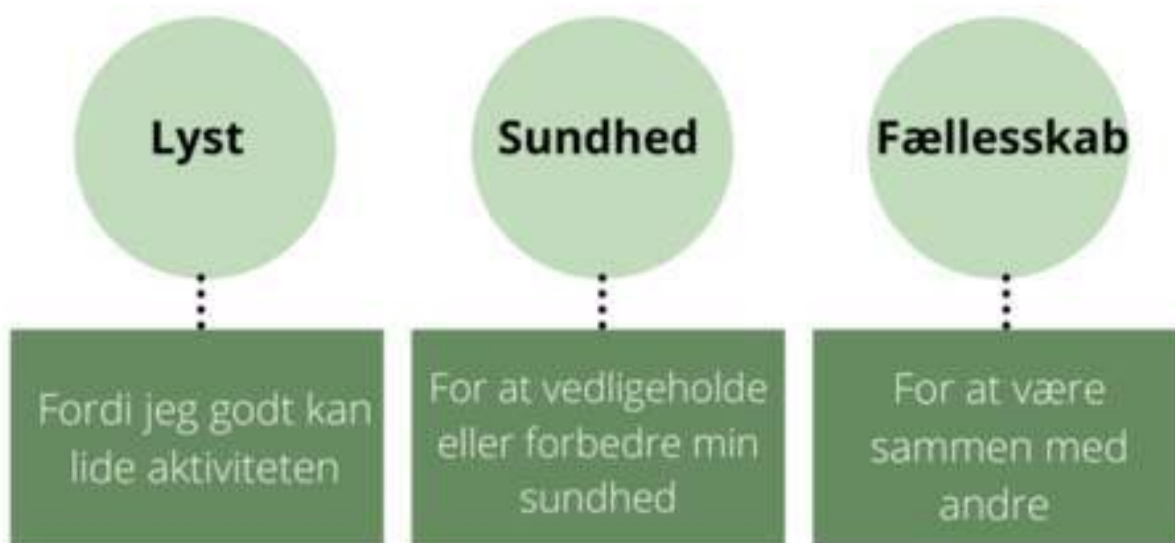 Lyst
Fordi jeg godt kan
lide aktiviteten
Sundhed
For at vedligeholde
eller forbedre min
sundhed
Fællesskab
For at være
sammen med
andre